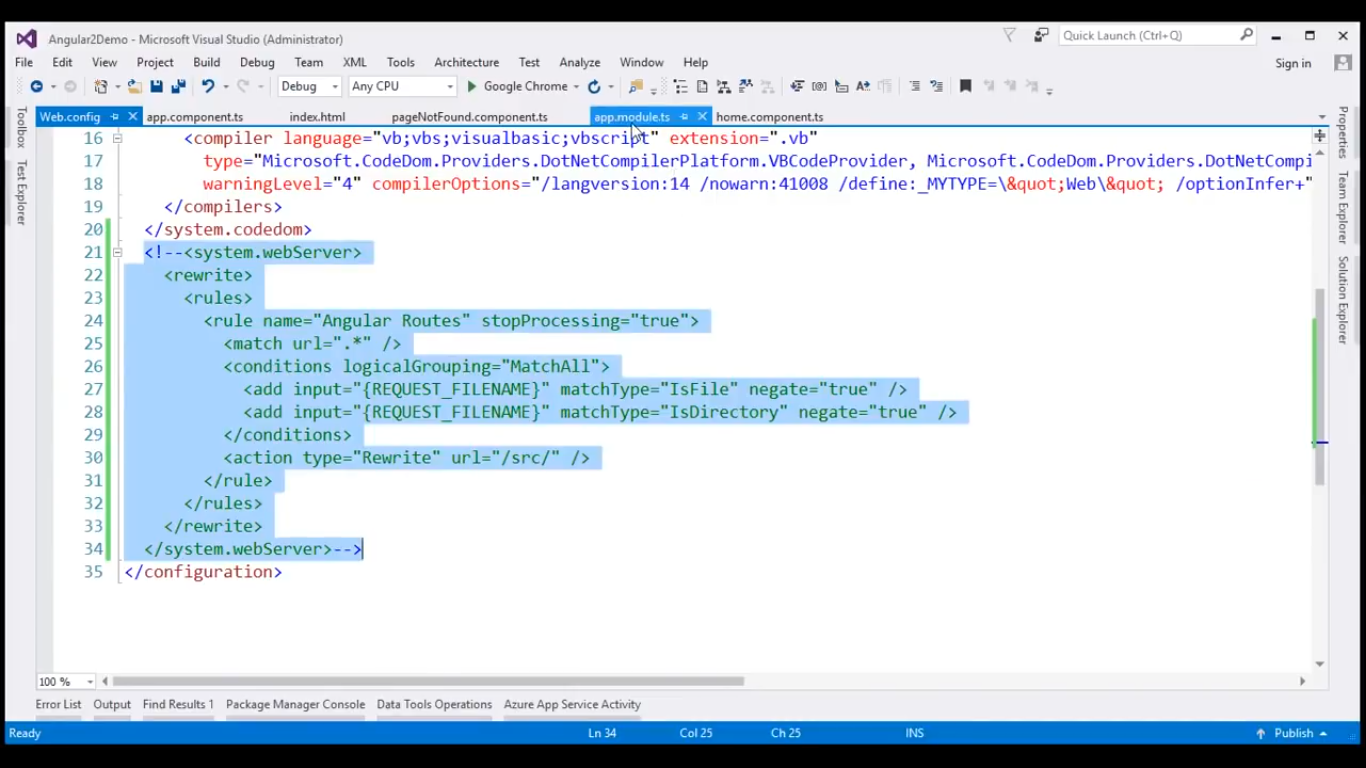 Angular2Demo - Microsoft Visual Studio (Administrator)
Quick Launch (Ctrl+Q)
File Edit View Project Build Debug Team XML Tools Architecture Test Analyze Window Help
Sign in
Debug Any CPU Google Chrome
Web.config app.component.ts index.html pageNotFound.component.ts app.module.ts home.component.ts
Toolbox
Test Explorer
16 <compiler language="vb;vbs;visualbasic;vbscript" extension=".vb"
17 type="Microsoft.CodeDom.Providers.DotNetCompilerPlatform.VBCodeProvider, Microsoft.CodeDom.Providers.DotNetCompi
18 warningLevel="4" compilerOptions="/langversion:14 /nowarn:41008 /define:_MYTYPE=\&quot;Web\&quot; /optionInfer+"
19 </compilers>
20 </system.codedom>
21 <!--<system.webServer>
22 <rewrite>
23 <rules>
24 <rule name="Angular Routes" stopProcessing="true">
25 <match url=".*" />
26 <conditions logicalGrouping="MatchAll">
27 <add input="{REQUEST_FILENAME}" matchType="IsFile" negate="true" />
28 <add input="{REQUEST_FILENAME}" matchType="IsDirectory" negate="true" />
29 </conditions>
30 <action type="Rewrite" url="/src/" />
31 </rule>
32 </rules>
33 </rewrite>
34 </system.webServer>-->
35 </configuration>
Properties
Team Explorer
Solution Explorer
100 %
Error List Output Find Results 1 Package Manager Console Data Tools Operations Azure App Service Activity
Ready Ln 34 Col 25 Ch 25 INS Publish